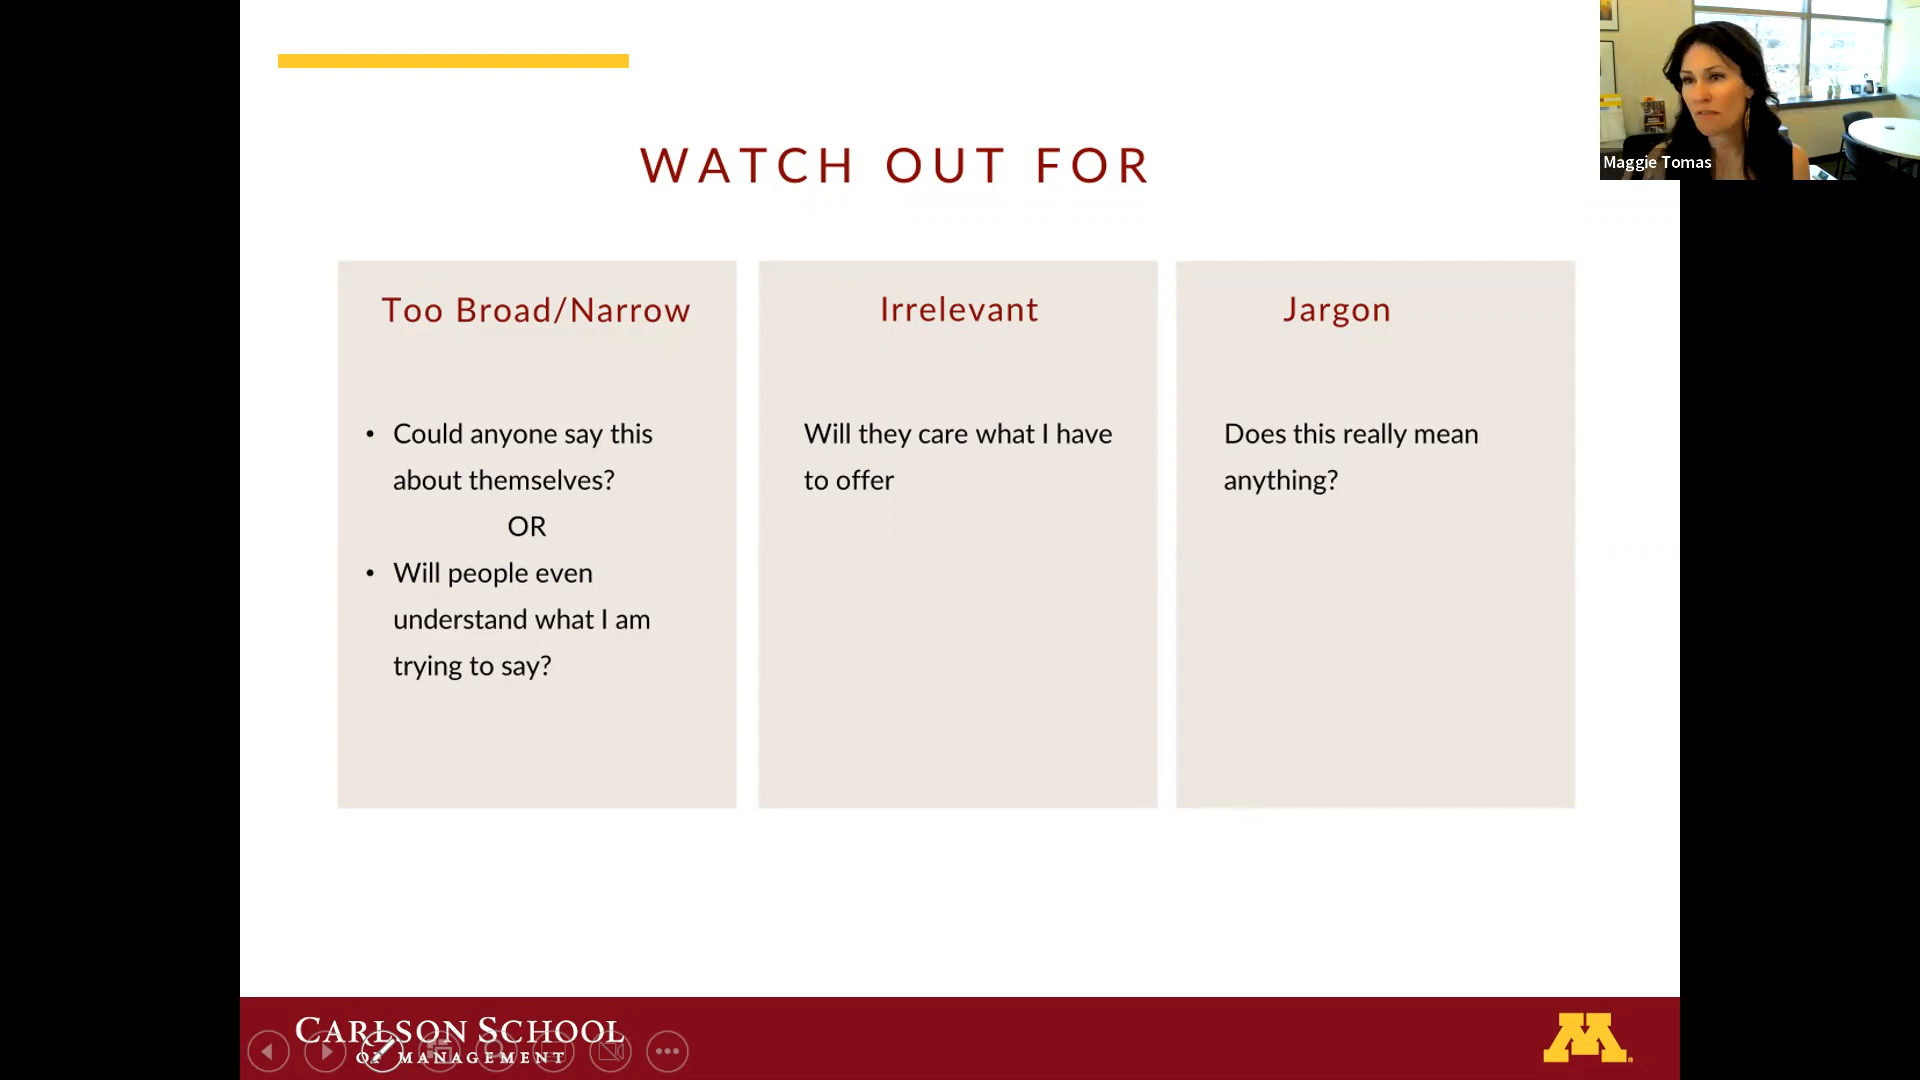 WATCH OUT FOR
Maggie Tomas
Too Broad/Narrow
• Could anyone say this
about themselves?
OR
• Will people even
understand what I am
trying to say?
Irrelevant
Will they care what I have
to offer
Jargon
Does this really mean
anything?
CARLSON SCHOOL
OF MANAGEMENT
M